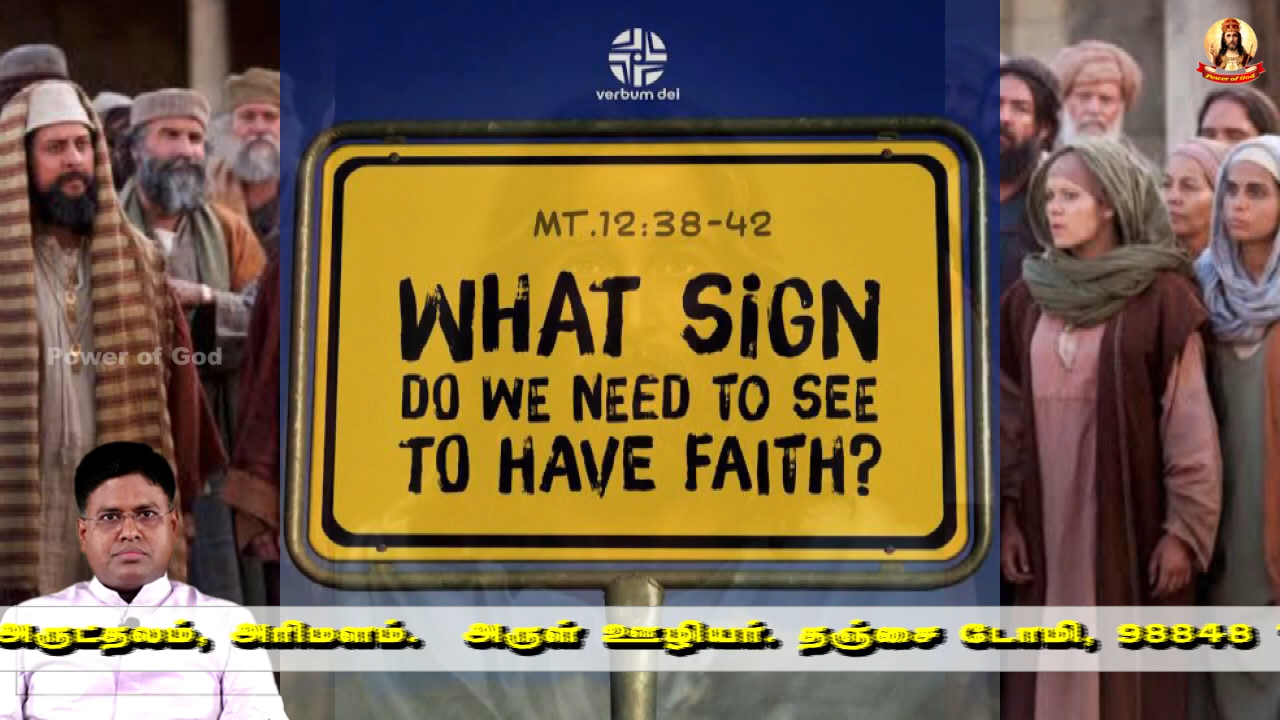 verbum dei
Power of God
MT.12:38-42
WHAT SiGN
DO WE NEED TO SEE
TO HAVE FAITH?
Power of God
அருட்தலம், அரிமளம். அருள் ஊழியர். தஞ்சை டோமி, 98848